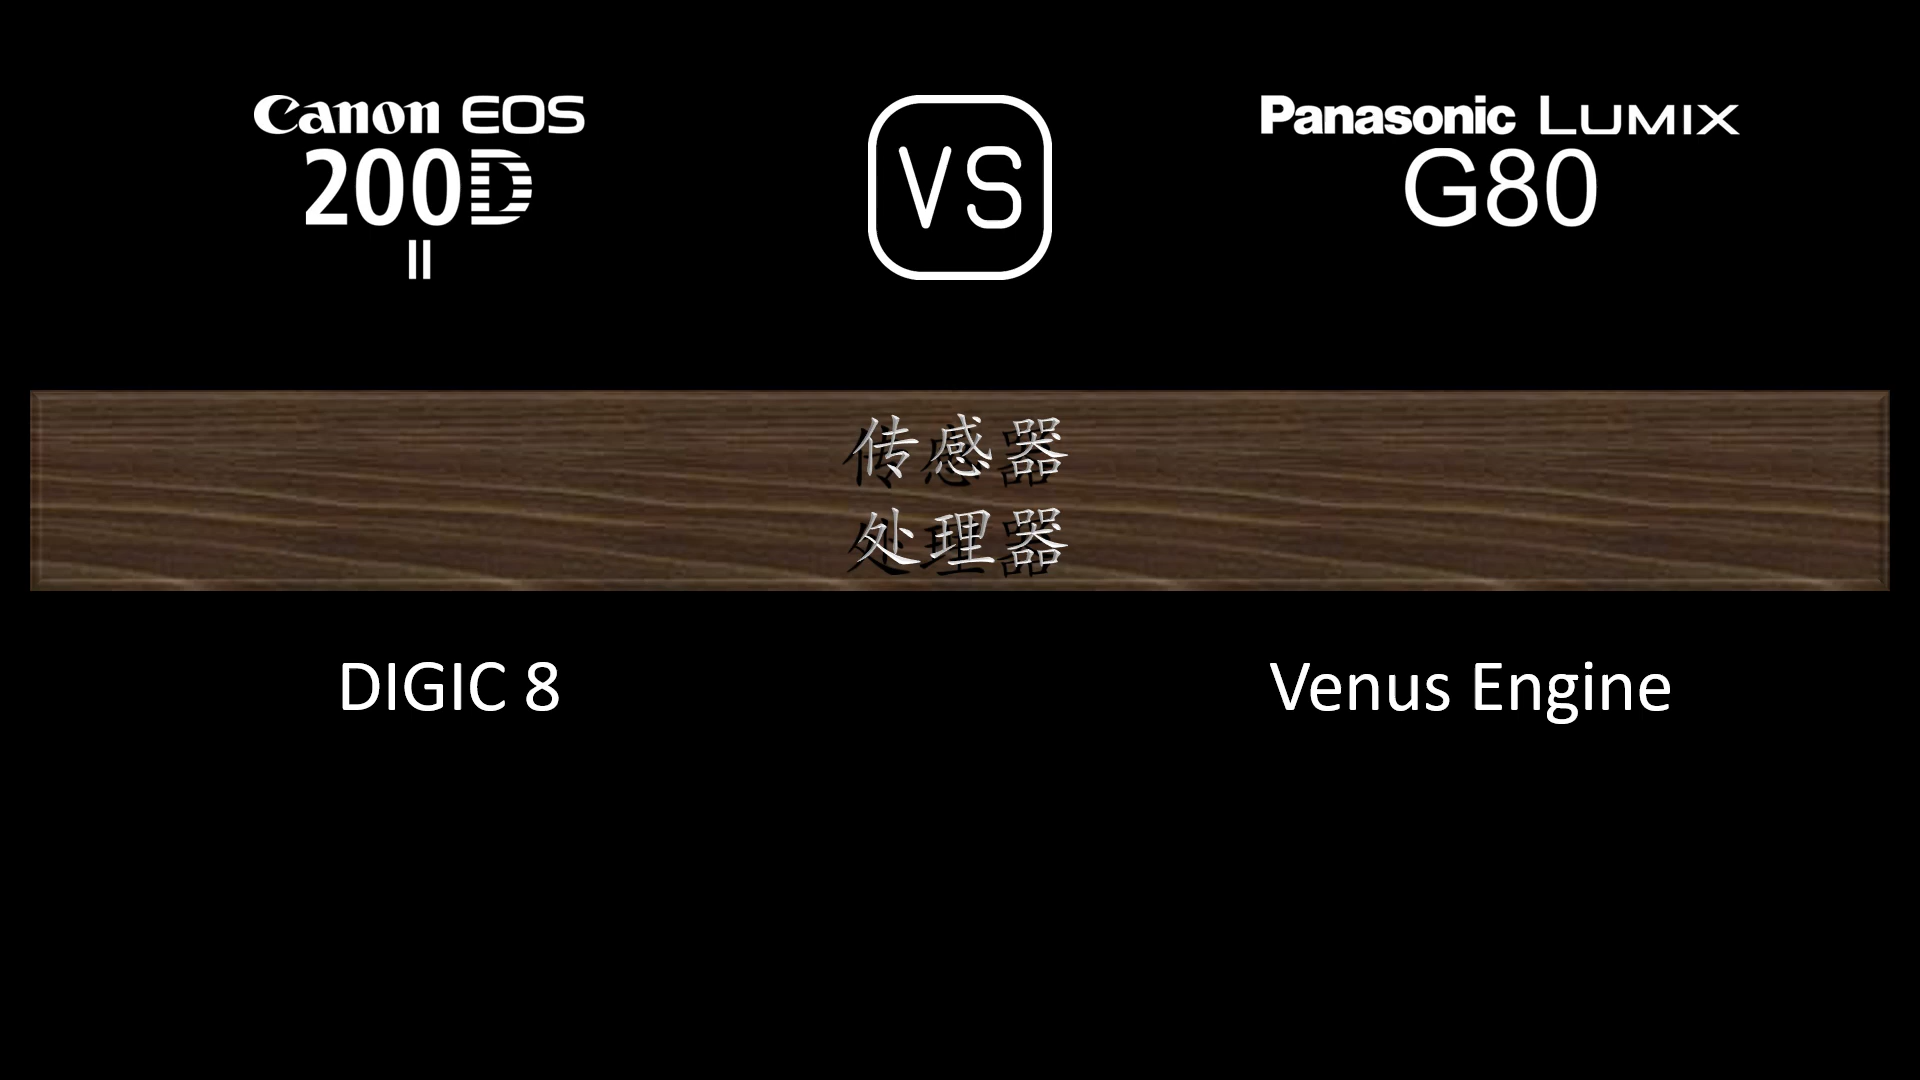 Canon EOS
200D
II
VS
Panasonic LUMIX
G80
传感器
处理器
DIGIC 8
Venus Engine